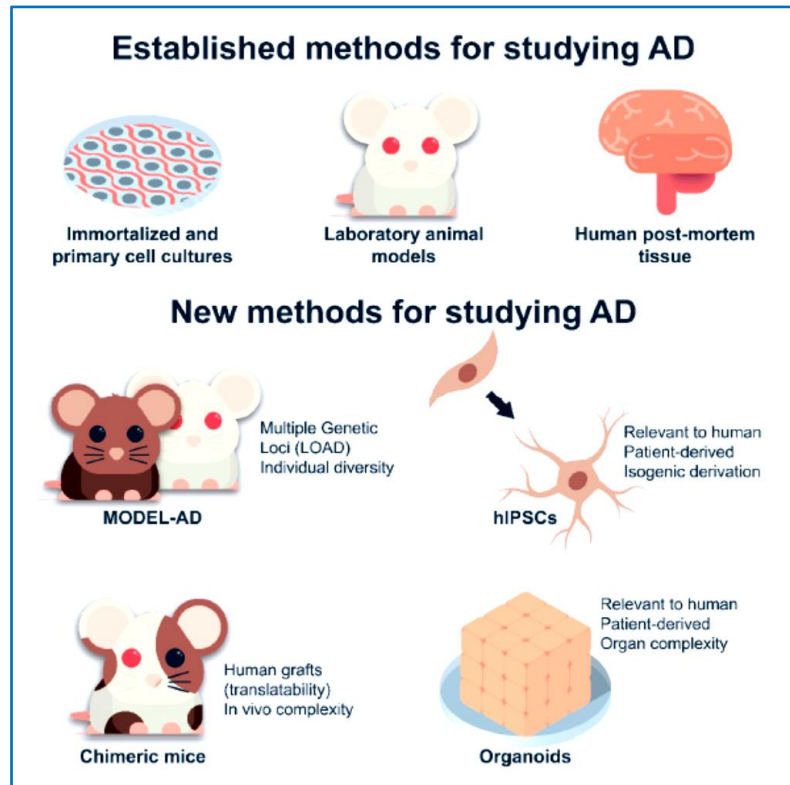 Established methods for studying AD
Immortalized and
primary cell cultures
Laboratory animal
models
Human post-mortem
tissue
New methods for studying AD
Multiple Genetic
Loci (LOAD)
Individual diversity
MODEL-AD
Relevant to human
Patient-derived
Isogenic derivation
hIPSCs
Human grafts
(translatability)
In vivo complexity
Chimeric mice
Relevant to human
Patient-derived
Organ complexity
Organoids